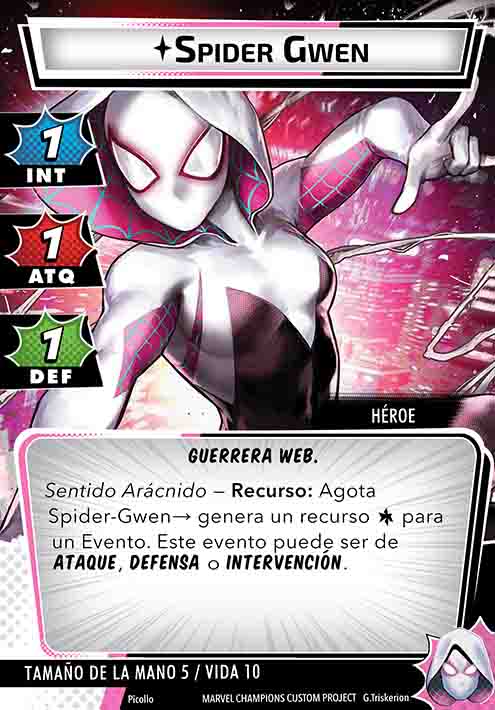 SPIDER GWEN
1
INT
1
ATQ
1
DEF
HÉROE
GUERRERA WEB.
Sentido Arácnido – Recurso: Agota
Spider-Gwen→ genera un recurso para
un Evento. Este evento puede ser de
ATAQUE, DEFENSA o INTERVENCIÓN.
TAMAÑO DE LA MANO 5 / VIDA 10
Picollo MARVEL CHAMPIONS CUSTOM PROJECT G.Triskerion